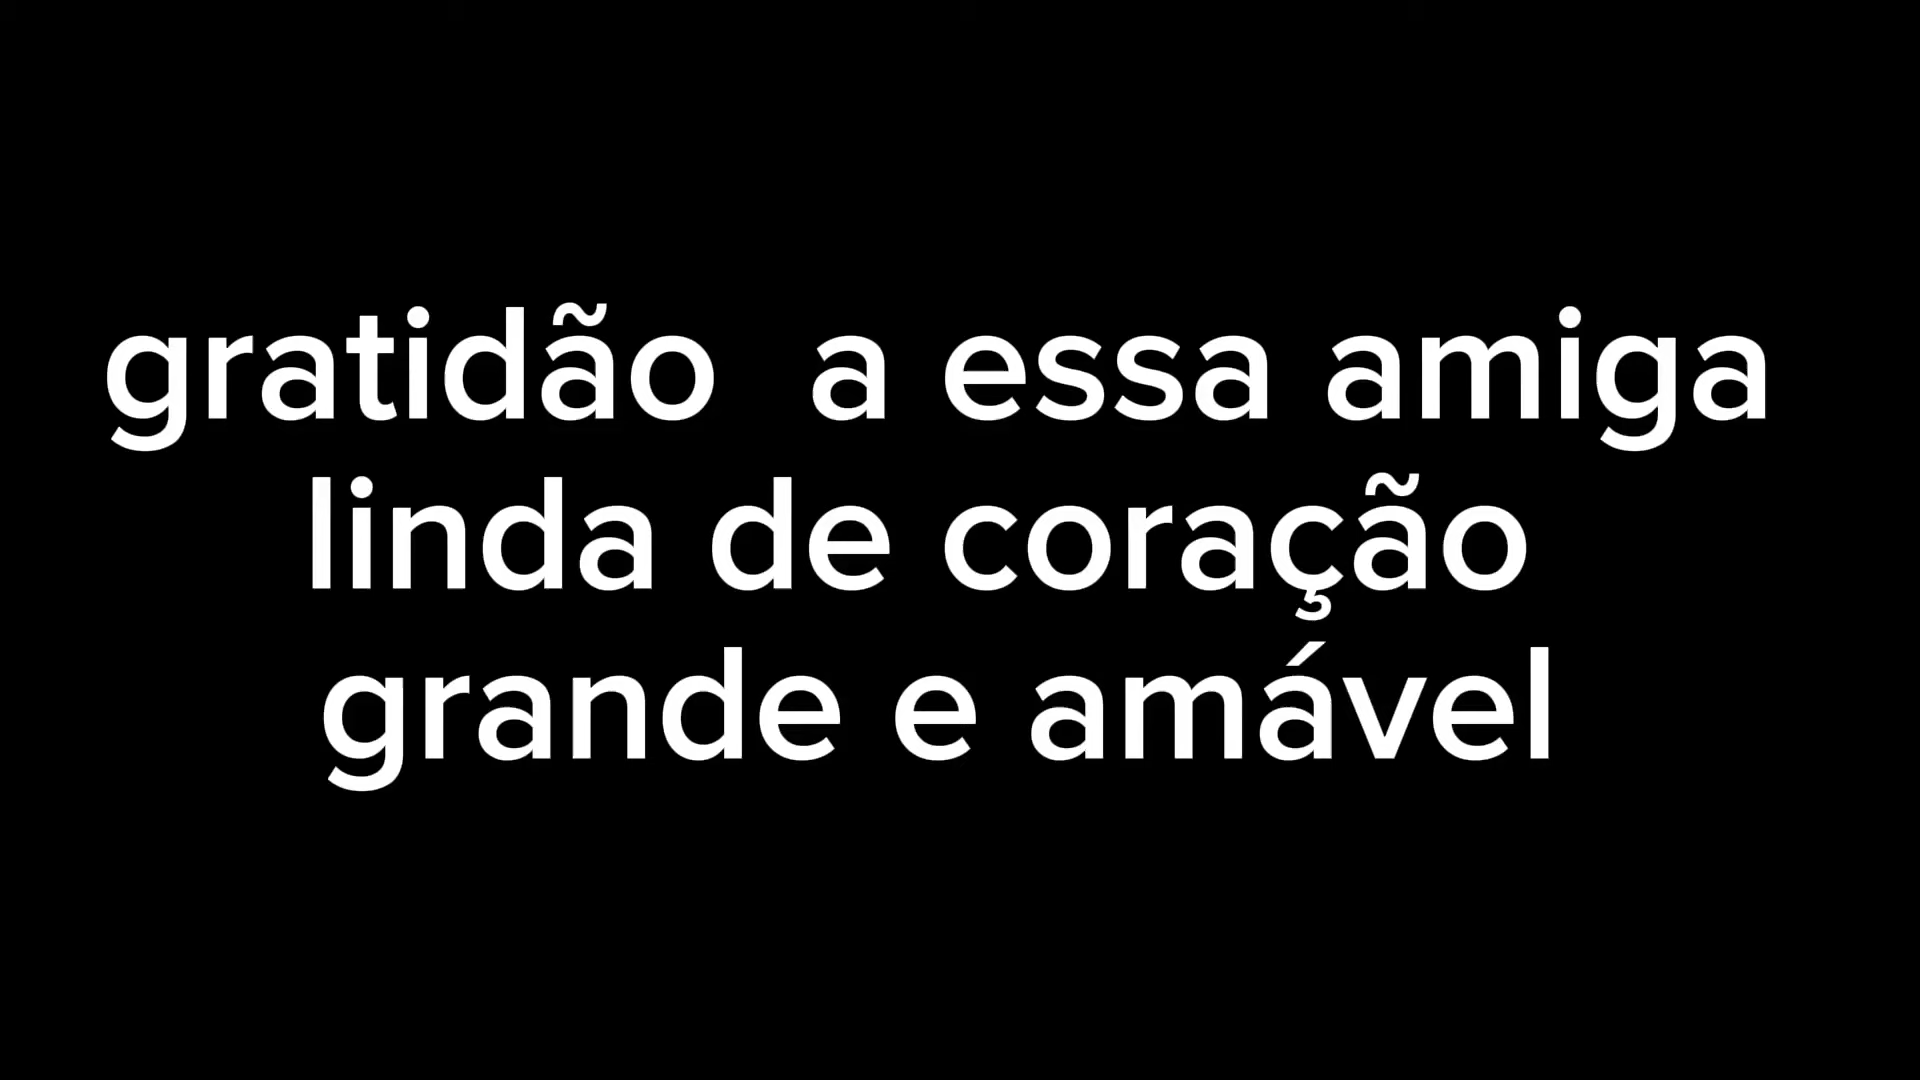 gratidão  a essa amiga
linda de coração
grande e amável